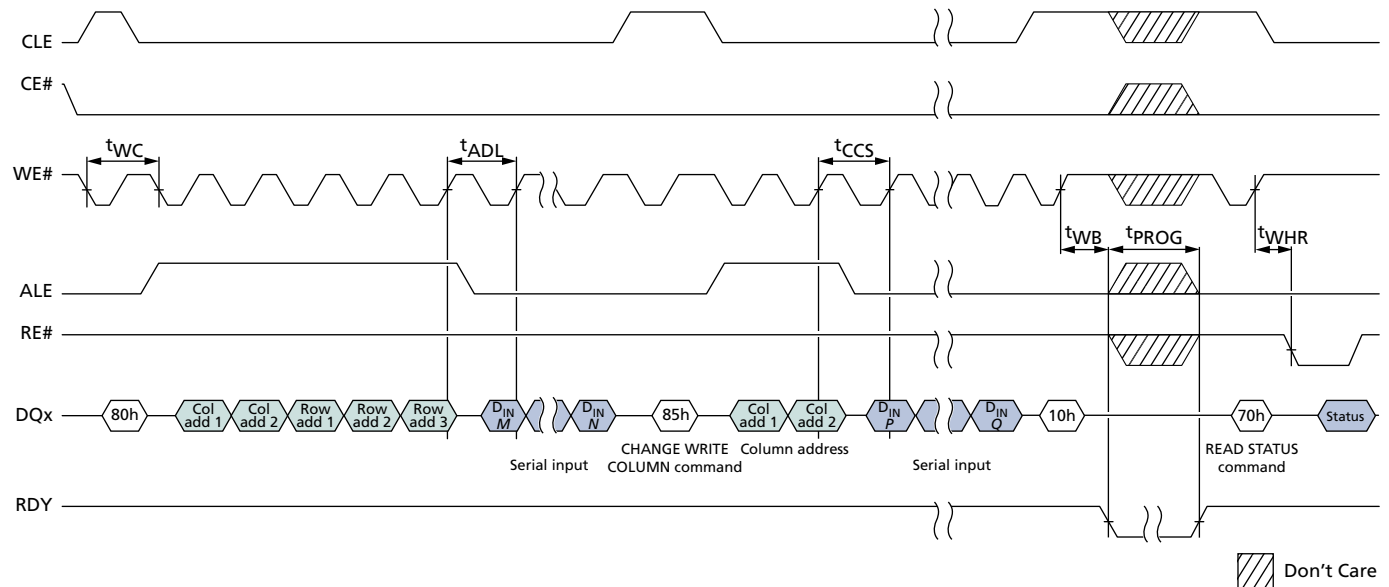 CLE
CE#
tWC
tADL
tCCS
WE#
tWB
tPROG
tWHR
ALE
RE#
DQx
80h
Col add 1
Col add 2
Row add 1
Row add 2
Row add 3
DIN M
DIN N
85h
Col add 1
Col add 2
DIN P
DIN Q
10h
70h
Status
Serial input
CHANGE WRITE
COLUMN command
Column address
Serial input
READ STATUS
command
RDY
Don't Care